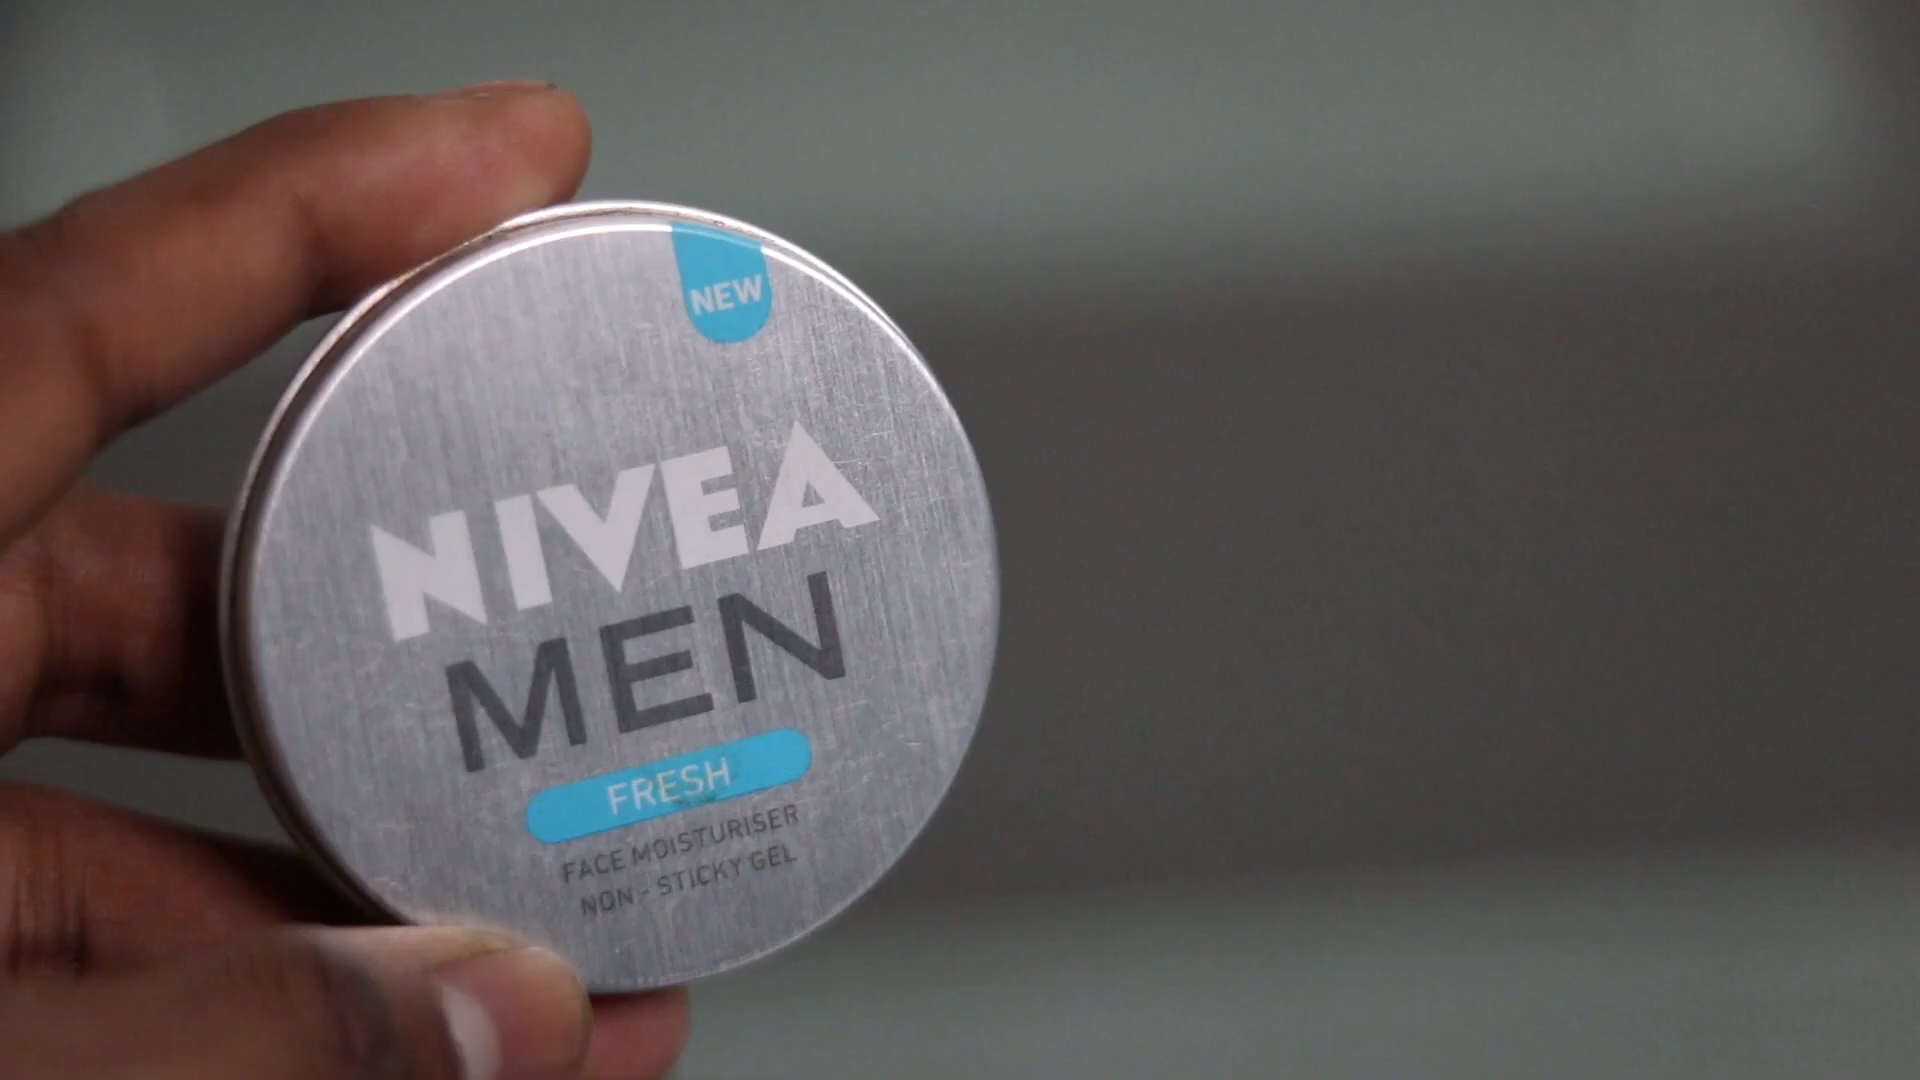 NEW
NIVEA
MEN
FRESH
FACE MOISTURISER
NON - STICKY GEL